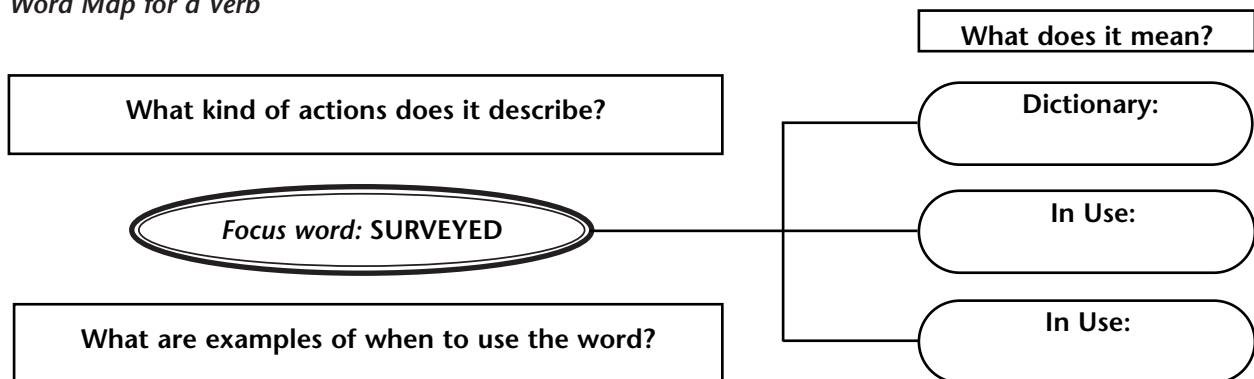 Word Map for a Verb
What does it mean?
What kind of actions does it describe?
Dictionary:
Focus word: SURVEYED
In Use:
What are examples of when to use the word?
In Use: